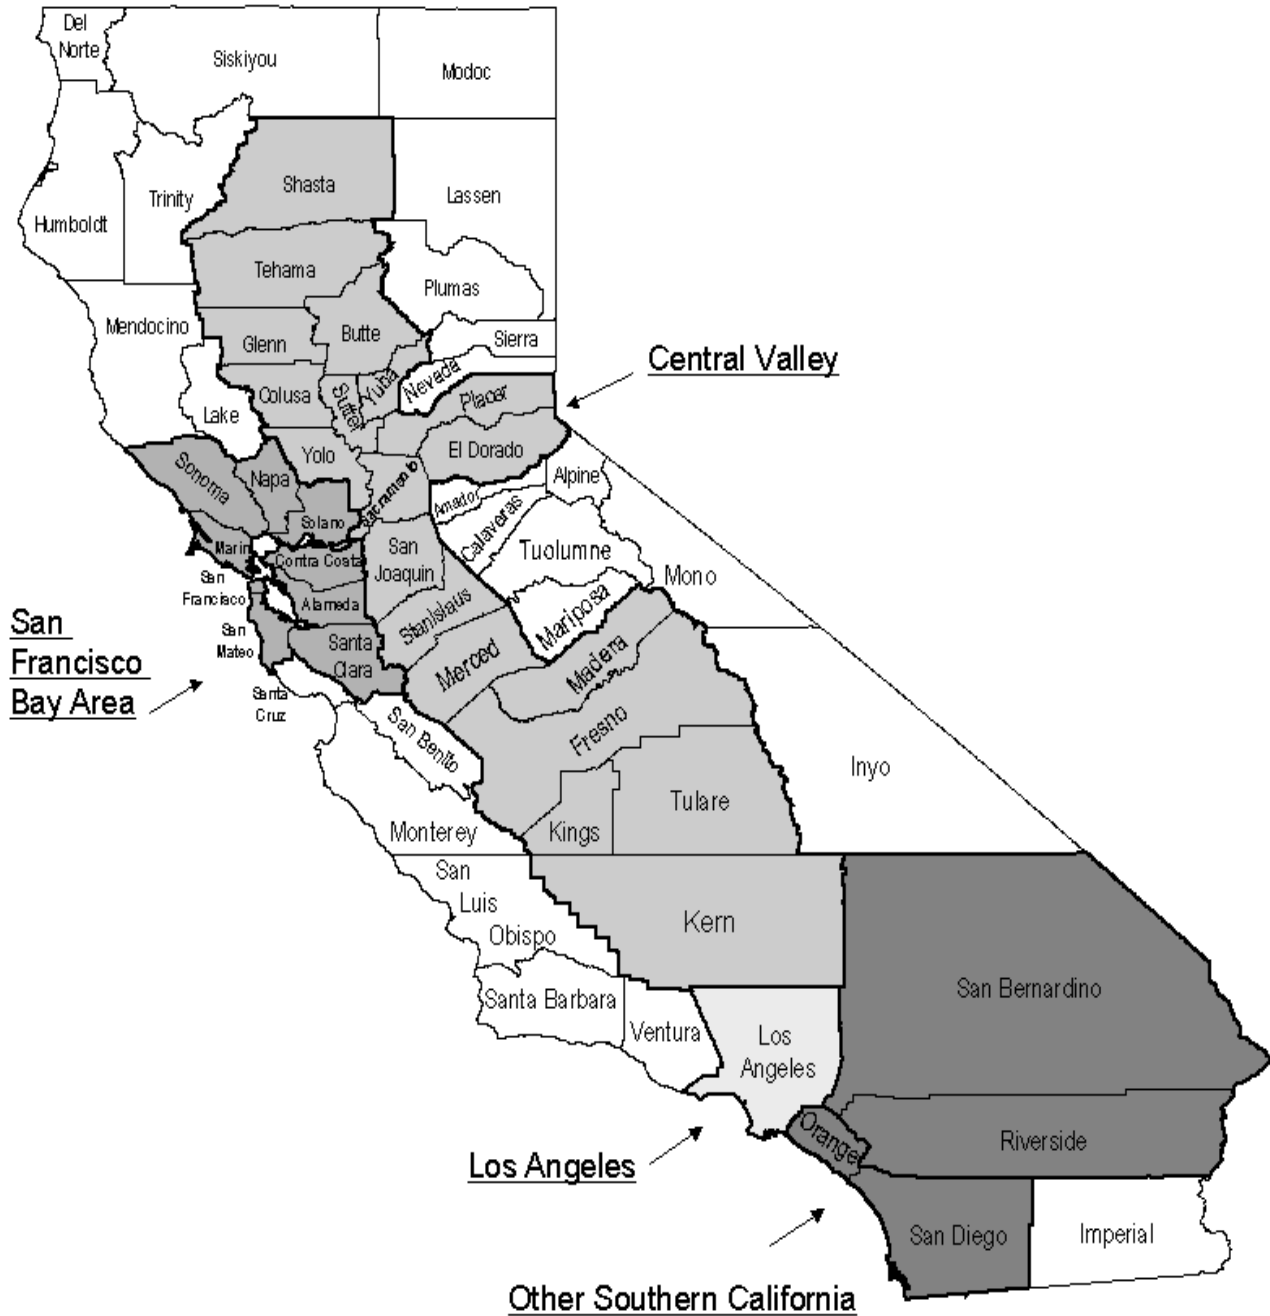 Del
Norte
Siskiyou
Modoc
Shasta
Trinity
Lassen
Humboldt
Tehama
Plumas
Mendocino
Glenn
Butte
Sierra
Central Valley
Nevada
Yuba
Colusa
Sutter
Placar
Lake
Yolo
El Dorado
Sonoma
Napa
Sacramento
Alpine
Amador
Solano
Calaveras
Marin
Tuolumne
San
Joaquin
Contra Costa
Mono
San
Francisco
Alameda
Stanislaus
Mariposa
San
Francisco
Bay Area
San
Mateo
Santa
Clara
Merced
Madera
Santa
Cruz
San Benito
Fresno
Inyo
Tulare
Monterey
Kings
San
Luis
Obispo
Kern
San Bernardino
Santa Barbara
Ventura
Los
Angeles
Orange
Riverside
Los Angeles
San Diego
Imperial
Other Southern California